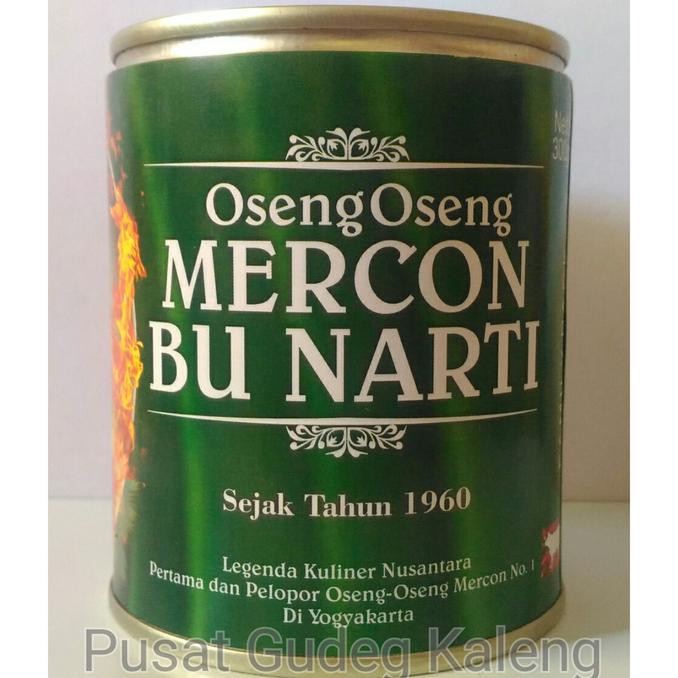 Oseng Oseng
MERCON
BU NARTI
Sejak Tahun 1960
Legenda Kuliner Nusantara
Pertama dan Pelopor Oseng-Oseng Mercon No. 1
Di Yogyakarta
Pusat Gudeg Kaleng